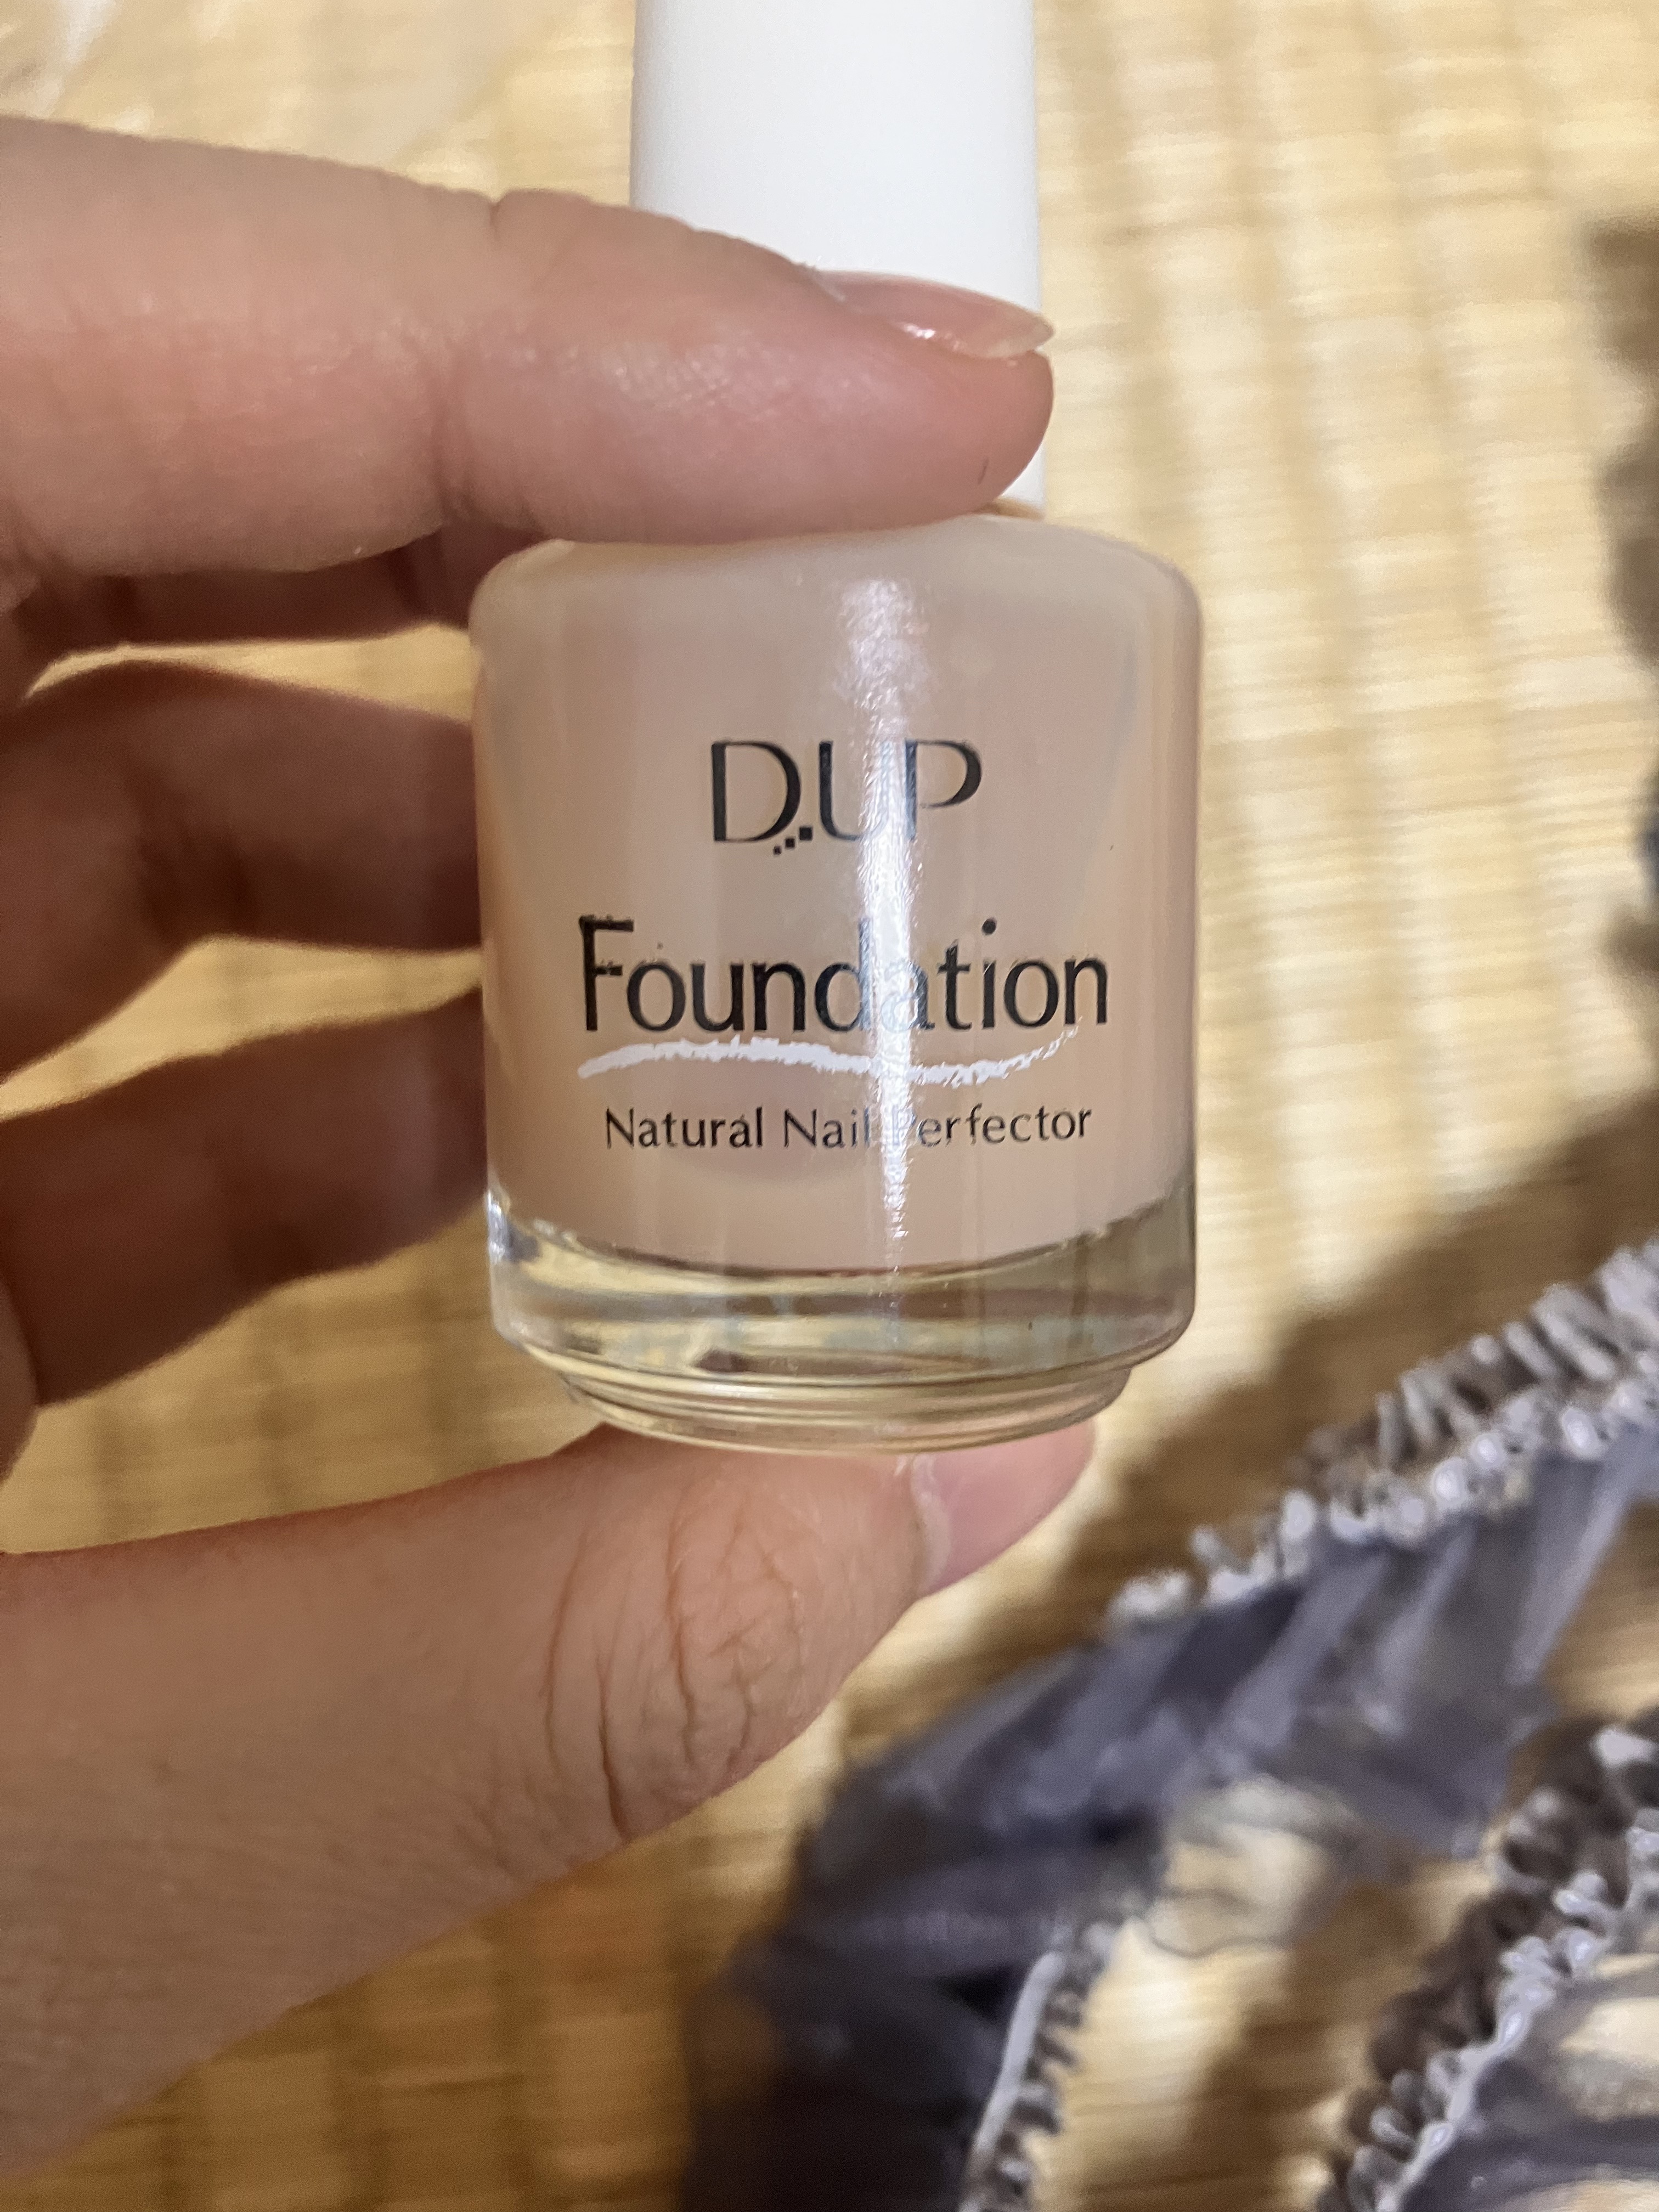 D.UP
Foundation
Natural Nail Perfector